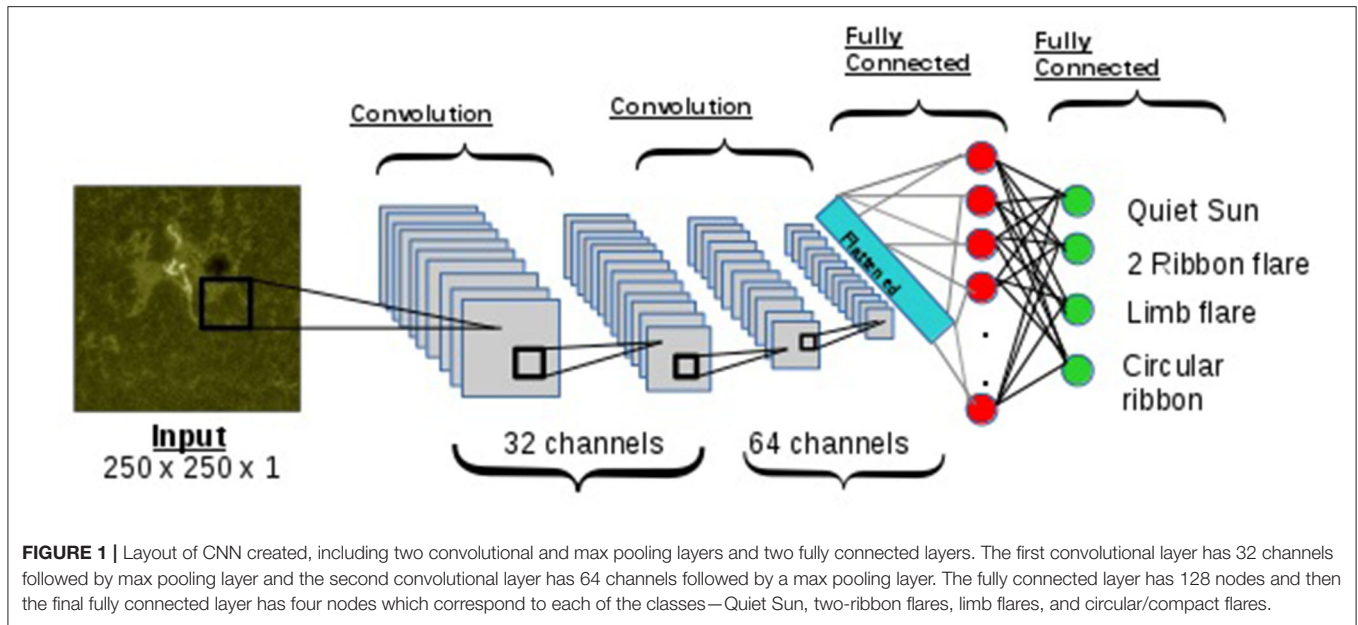 Convolution
Convolution
Fully
Connected
Fully
Connected
Input
250 x 250 x 1
32 channels
64 channels
Flattened
Quiet Sun
2 Ribbon flare
Limb flare
Circular
ribbon
FIGURE 1 | Layout of CNN created, including two convolutional and max pooling layers and two fully connected layers. The first convolutional layer has 32 channels
followed by max pooling layer and the second convolutional layer has 64 channels followed by a max pooling layer. The fully connected layer has 128 nodes and then
the final fully connected layer has four nodes which correspond to each of the classes—Quiet Sun, two-ribbon flares, limb flares, and circular/compact flares.